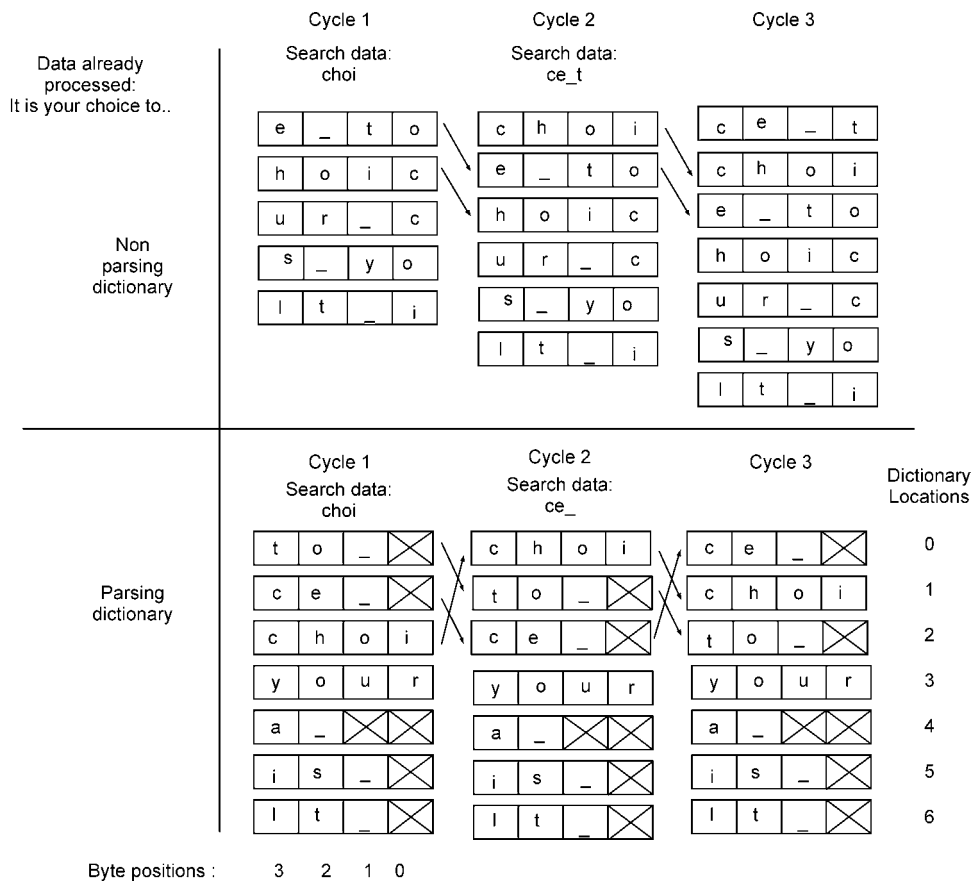 Cycle 1 Cycle 2 Cycle 3
Data already
processed:
It is your choice to..
Search data:
choi
Search data:
ce_t
Non
parsing
dictionary
e _ t o
h o i c
u r _ c
s _ y o
I t _ i
c h o i
e _ t o
h o i c
u r _ c
s _ y o
I t _ i
c e _ t
c h o i
e _ t o
h o i c
u r _ c
s _ y o
I t _ i
Cycle 1 Cycle 2 Cycle 3
Search data:
choi
Search data:
ce_
Dictionary
Locations
Parsing
dictionary
t o _
c e _
c h o i
y o u r
a _
i s _
I t _
c h o i
t o _
c e _
y o u r
a _
i s _
I t _
c e _
c h o i
t o _
y o u r
a _
i s _
I t _
0
1
2
3
4
5
6
Byte positions : 3 2 1 0